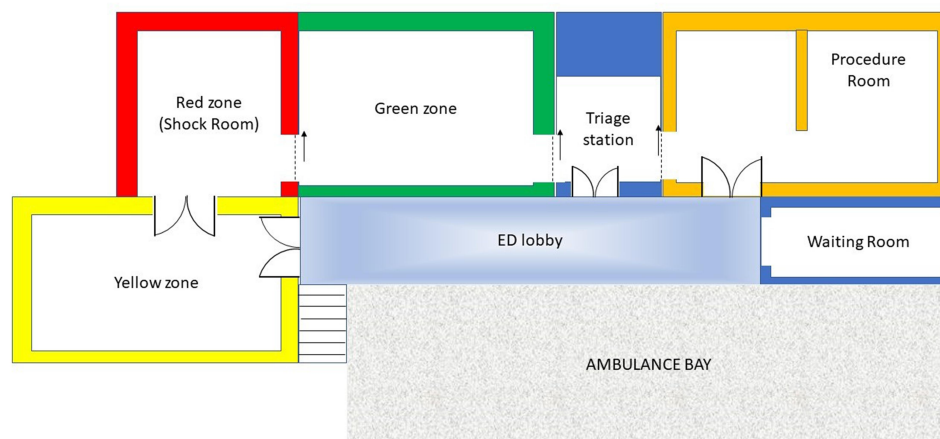 Red zone
(Shock Room)
Green zone
Triage
station
Procedure
Room
Yellow zone
ED lobby
Waiting Room
AMBULANCE BAY